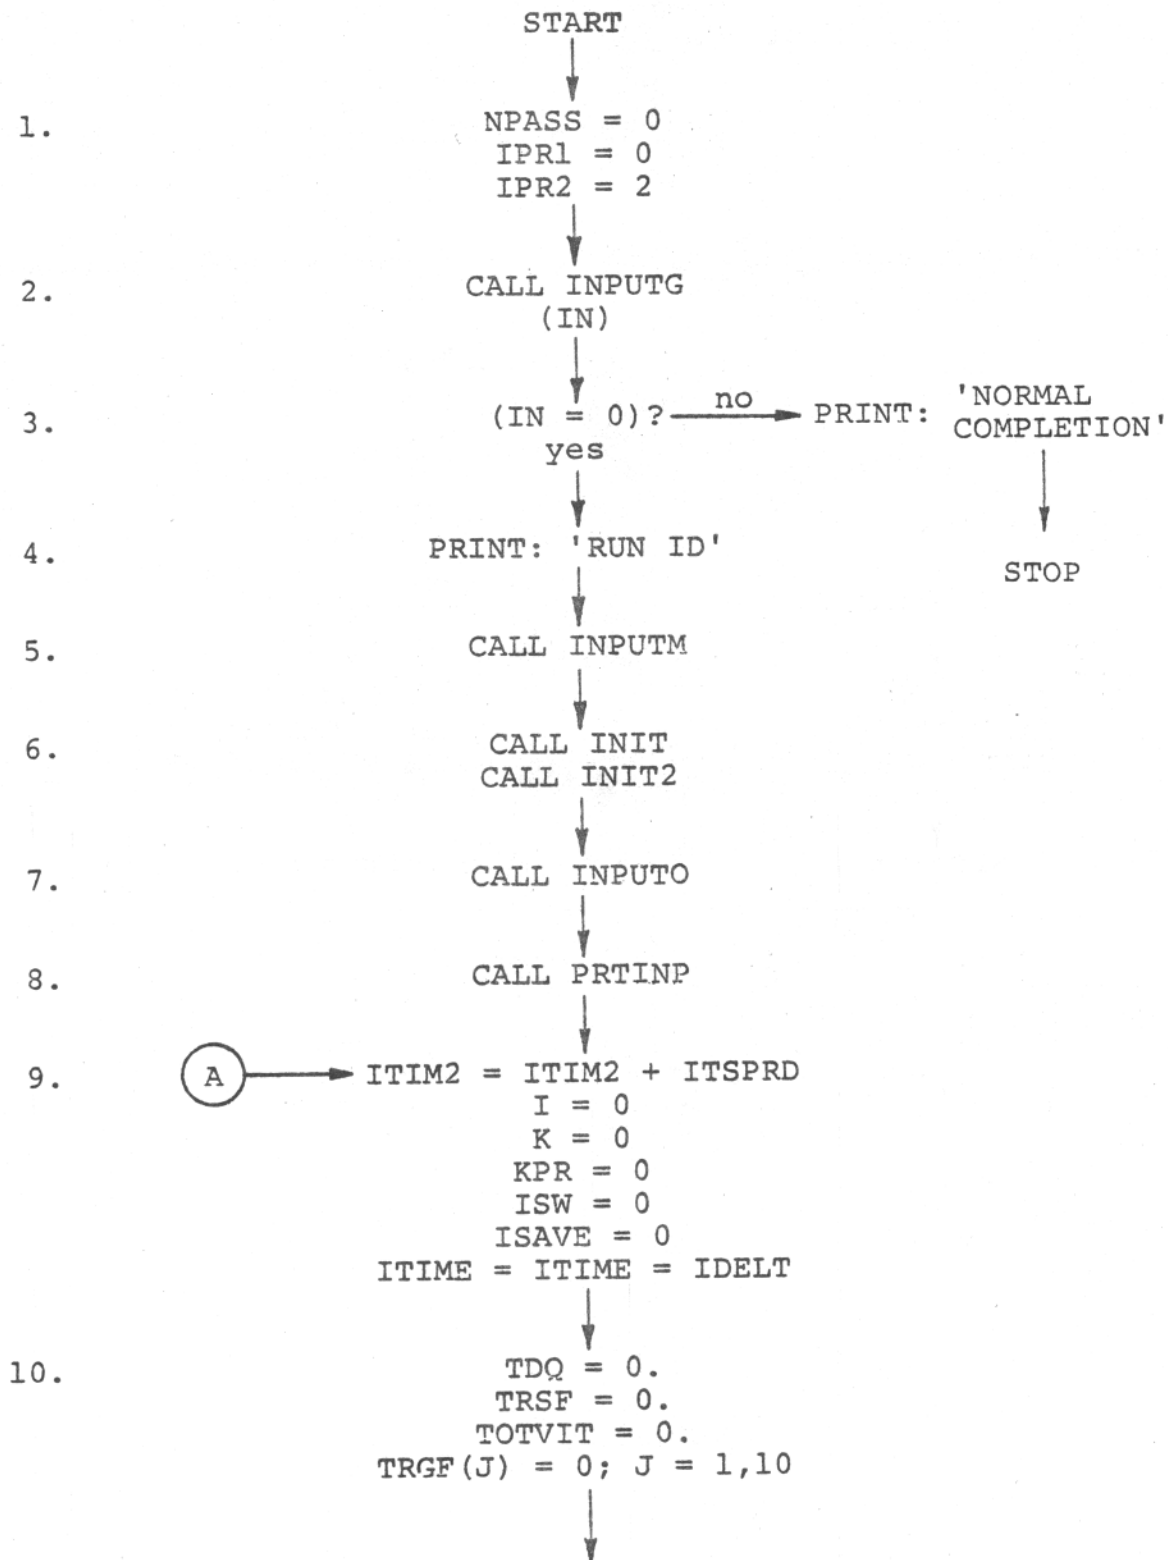 START
1. NPASS = 0
IPR1 = 0
IPR2 = 2
2. CALL INPUTG
(IN)
3. (IN = 0)? no PRINT: 'NORMAL
COMPLETION'
yes
4. PRINT: 'RUN ID'
STOP
5. CALL INPUTM
6. CALL INIT
CALL INIT2
7. CALL INPUTO
8. CALL PRTINP
9. A ITIM2 = ITIM2 + ITSPRD
I = 0
K = 0
KPR = 0
ISW = 0
ISAVE = 0
ITIME = ITIME = IDELT
10. TDQ = 0.
TRSF = 0.
TOTVIT = 0.
TRGF(J) = 0; J = 1,10